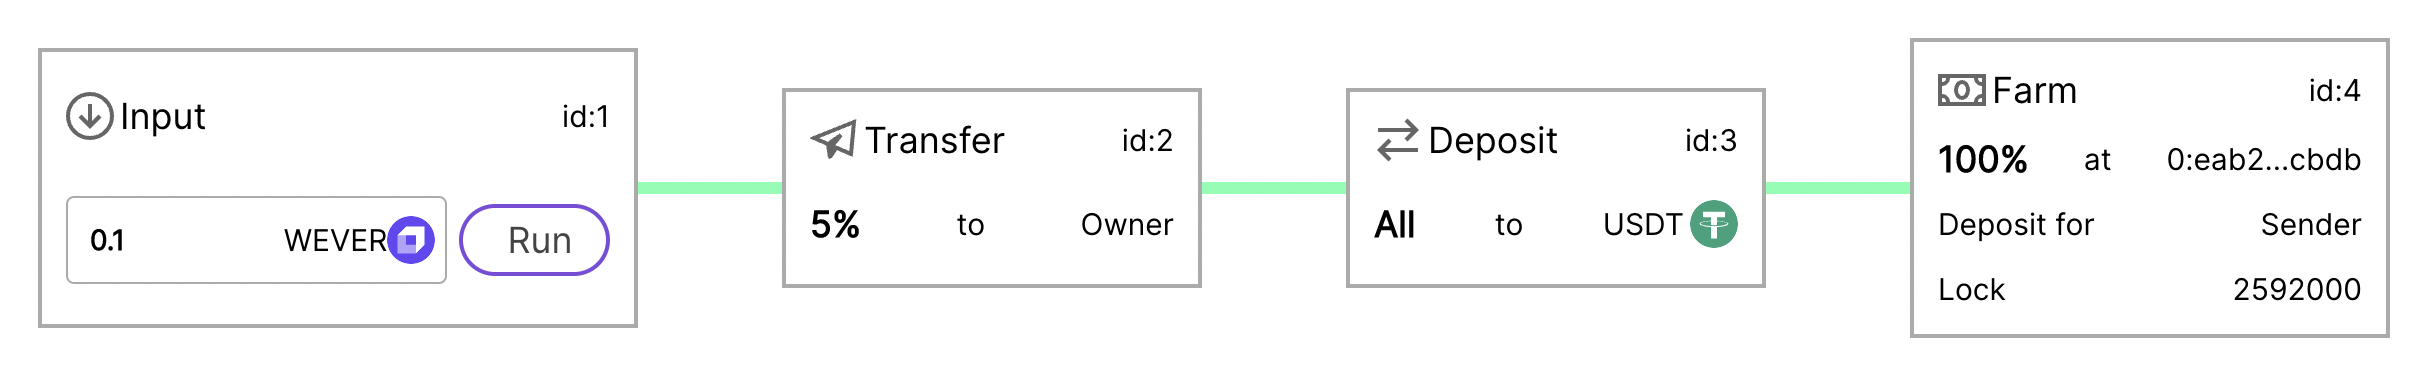 Input id:1
0.1 WEVER Run
Transfer id:2
5% to Owner
Deposit id:3
All to USDT
Farm id:4
100% at 0:eab2...cbdb
Deposit for Sender
Lock 2592000